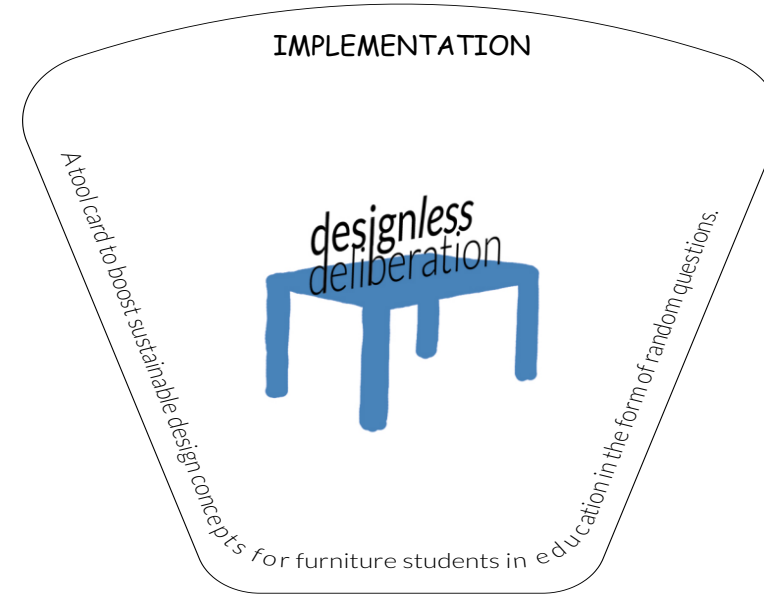 IMPLEMENTATION
designless
deliberation
A tool card to boost sustainable design concepts for furniture students in education in the form of random questions.